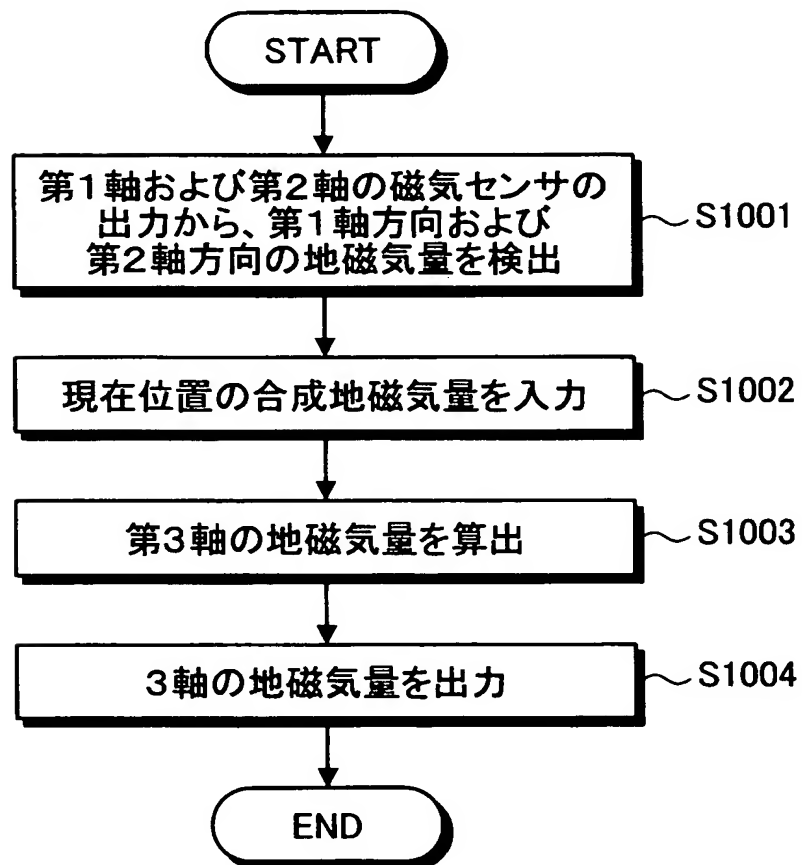 START
第1軸および第2軸の磁気センサの
出力から、第1軸方向および
第2軸方向の地磁気量を検出
S1001
現在位置の合成地磁気量を入力
S1002
第3軸の地磁気量を算出
S1003
3軸の地磁気量を出力
S1004
END